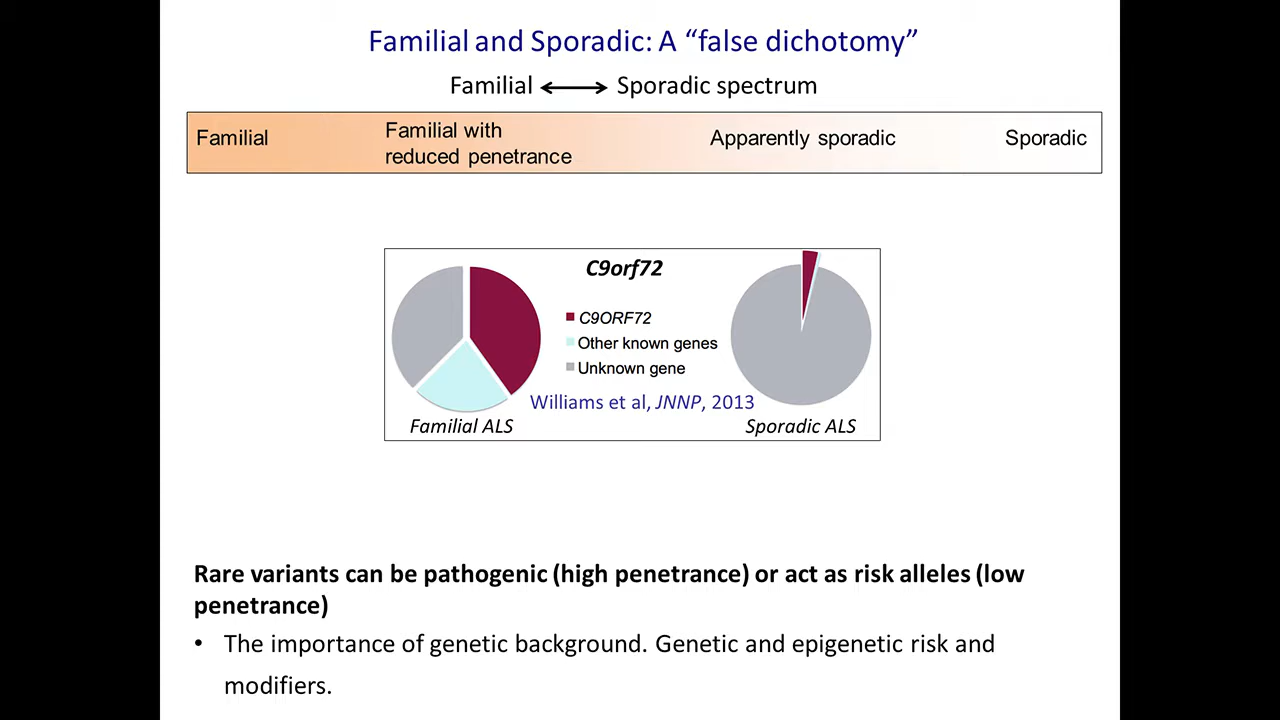 Familial and Sporadic: A “false dichotomy”
Familial ⟷ Sporadic spectrum
Familial
Familial with
reduced penetrance
Apparently sporadic
Sporadic
C9orf72
C9ORF72
Other known genes
Unknown gene
Williams et al, JNNP, 2013
Familial ALS
Sporadic ALS
Rare variants can be pathogenic (high penetrance) or act as risk alleles (low
penetrance)
• The importance of genetic background. Genetic and epigenetic risk and
modifiers.